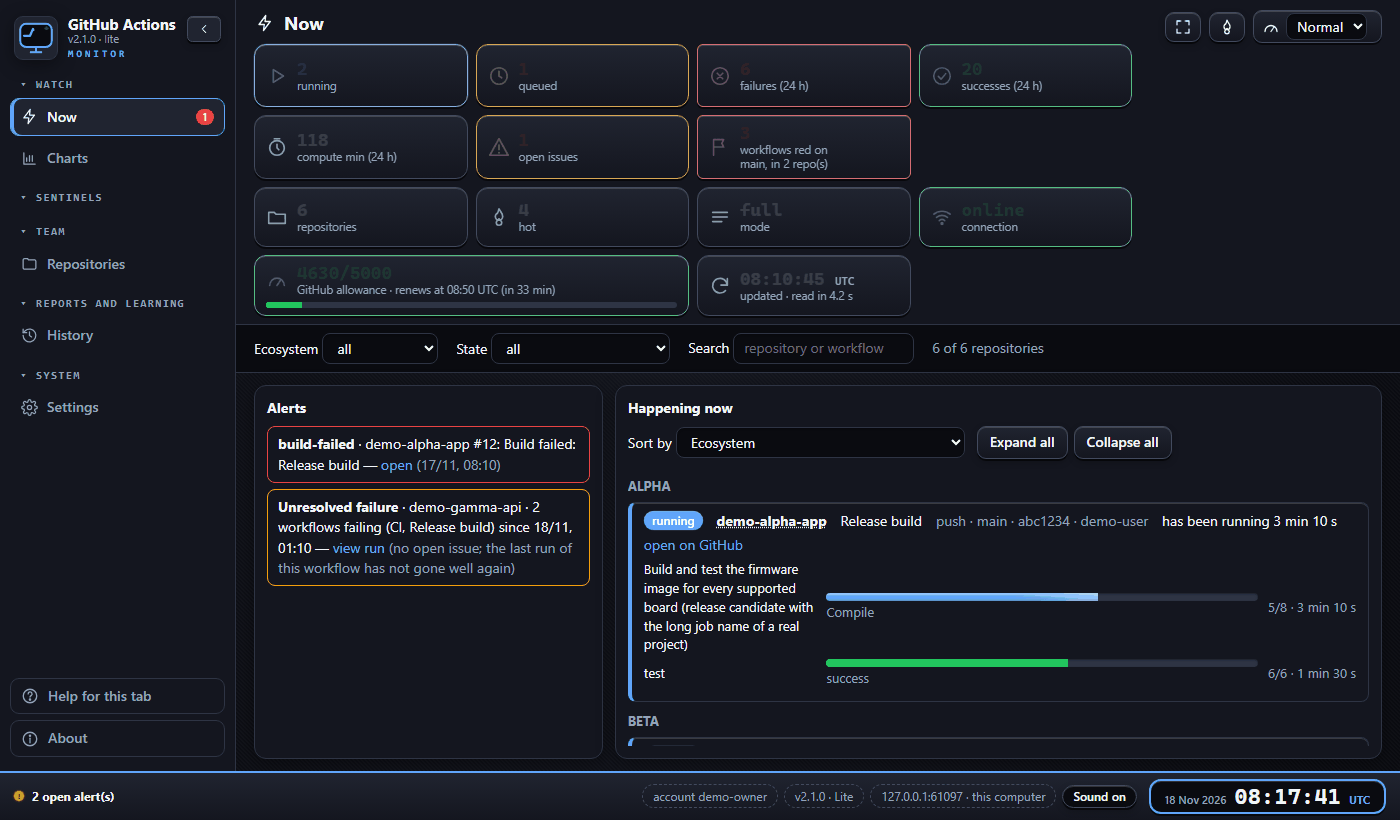 GitHub Actions
v2.1.0 · lite
MONITOR
WATCH
Now
1
Charts
SENTINELS
TEAM
Repositories
REPORTS AND LEARNING
History
SYSTEM
Settings
Help for this tab
About
Now
Normal
2
running
1
queued
6
failures (24 h)
20
successes (24 h)
118
compute min (24 h)
1
open issues
3
workflows red on
main, in 2 repo(s)
6
repositories
4
hot
full
mode
online
connection
4630/5000
GitHub allowance · renews at 08:50 UTC (in 33 min)
08:10:45 UTC
updated · read in 4.2 s
Ecosystem all State all Search repository or workflow 6 of 6 repositories
Alerts
build-failed · demo-alpha-app #12: Build failed:
Release build — open (17/11, 08:10)
Unresolved failure · demo-gamma-api · 2
workflows failing (CI, Release build) since 18/11,
01:10 — view run (no open issue; the last run of
this workflow has not gone well again)
Happening now
Sort by Ecosystem Expand all Collapse all
ALPHA
running demo-alpha-app Release build push · main · abc1234 · demo-user has been running 3 min 10 s
open on GitHub
Build and test the firmware
image for every supported
board (release candidate with
the long job name of a real
project)
Compile
5/8 · 3 min 10 s
test
success
6/6 · 1 min 30 s
BETA
2 open alert(s)
account demo-owner
v2.1.0 · Lite
127.0.0.1:61097 · this computer
Sound on
18 Nov 2026 08:17:41 UTC